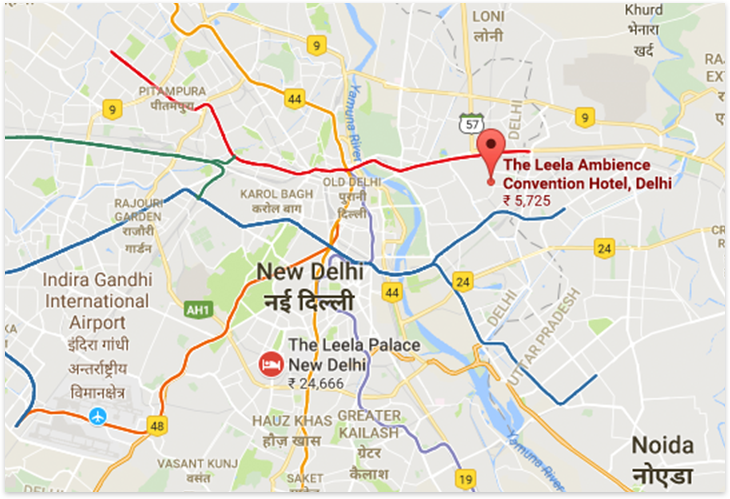 LONI
लोनी
Khurd
भेनारा
खर्द
9
PITAMPURA
पीतमपुरा
9
44
Yamuna River
57
DELHI
9
The Leela Ambience
Convention Hotel, Delhi
₹ 5,725
OLD DELHI
पुरानी
दिल्ली
KAROL BAGH
करोल बाग
RAJOURI
GARDEN
राजौरी
गार्डन
24
24
New Delhi
नई दिल्ली
44
Indira Gandhi
International
Airport
इंदिरा गांधी
अन्तर्राष्ट्रीय
विमानक्षेत्र
AH1
DELHI
UTTAR PRADESH
The Leela Palace
New Delhi
₹ 24,666
48
HAUZ KHAS
हौज़ खास
GREATER
KAILASH
ग्रेटर
कैलाश
Yamuna River
Noida
नोएडा
VASANT KUNJ
वसंत
SAKET
साकेत
19
DELHI